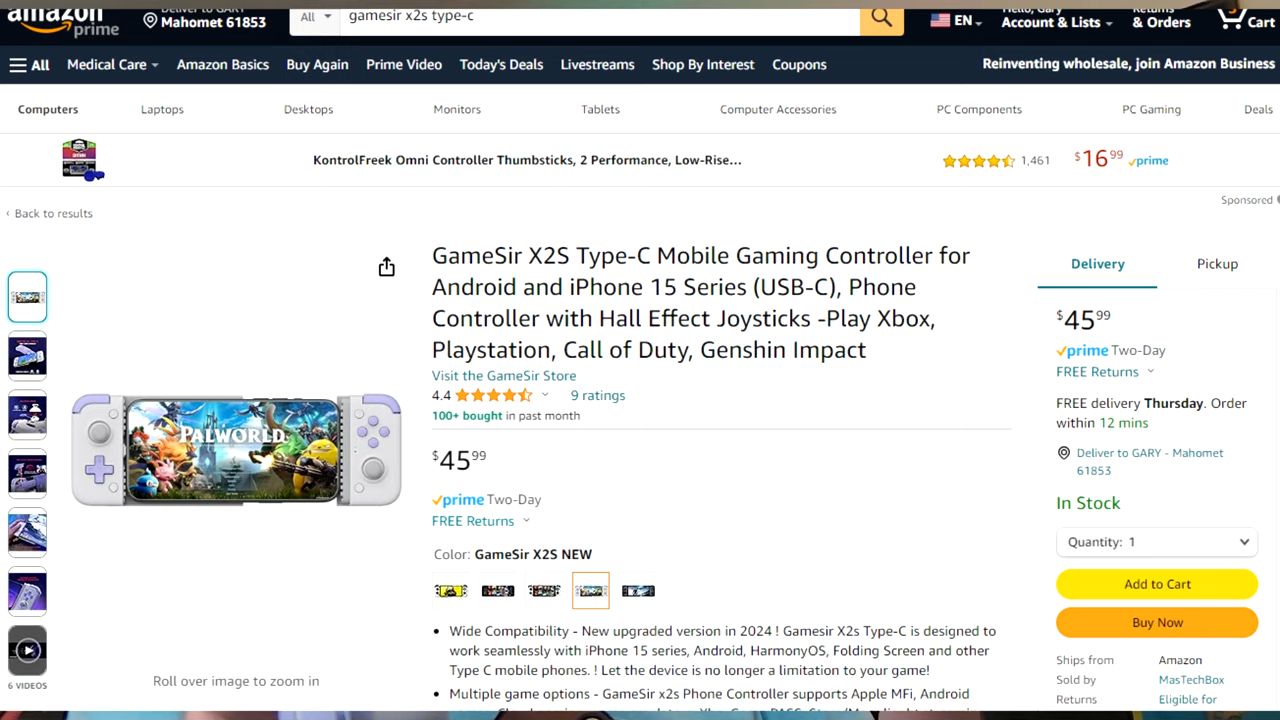 amazon
prime
Deliver to GARY
Mahomet 61853
All
gamesir x2s type-c
EN
Hello, Gary
Account & Lists
Returns
& Orders
Cart
All
Medical Care
Amazon Basics
Buy Again
Prime Video
Today's Deals
Livestreams
Shop By Interest
Coupons
Reinventing wholesale, join Amazon Business
Computers
Laptops
Desktops
Monitors
Tablets
Computer Accessories
PC Components
PC Gaming
Deals
KontrolFreek Omni Controller Thumbsticks, 2 Performance, Low-Rise...
1,461
$16 99
prime
Sponsored
‹ Back to results
GameSir X2S Type-C Mobile Gaming Controller for
Android and iPhone 15 Series (USB-C), Phone
Controller with Hall Effect Joysticks -Play Xbox,
Playstation, Call of Duty, Genshin Impact
Visit the GameSir Store
4.4
9 ratings
100+ bought in past month
$45 99
prime Two-Day
FREE Returns
Color: GameSir X2S NEW
• Wide Compatibility - New upgraded version in 2024 ! Gamesir X2s Type-C is designed to
work seamlessly with iPhone 15 series, Android, HarmonyOS, Folding Screen and other
Type C mobile phones. ! Let the device is no longer a limitation to your game!
• Multiple game options - GameSir x2s Phone Controller supports Apple MFi, Android
PALWORLD
6 VIDEOS
Roll over image to zoom in
Delivery
Pickup
$45 99
prime Two-Day
FREE Returns
FREE delivery Thursday. Order
within 12 mins
Deliver to GARY - Mahomet
61853
In Stock
Quantity: 1
Add to Cart
Buy Now
Ships from
Amazon
Sold by
MasTechBox
Returns
Eligible for